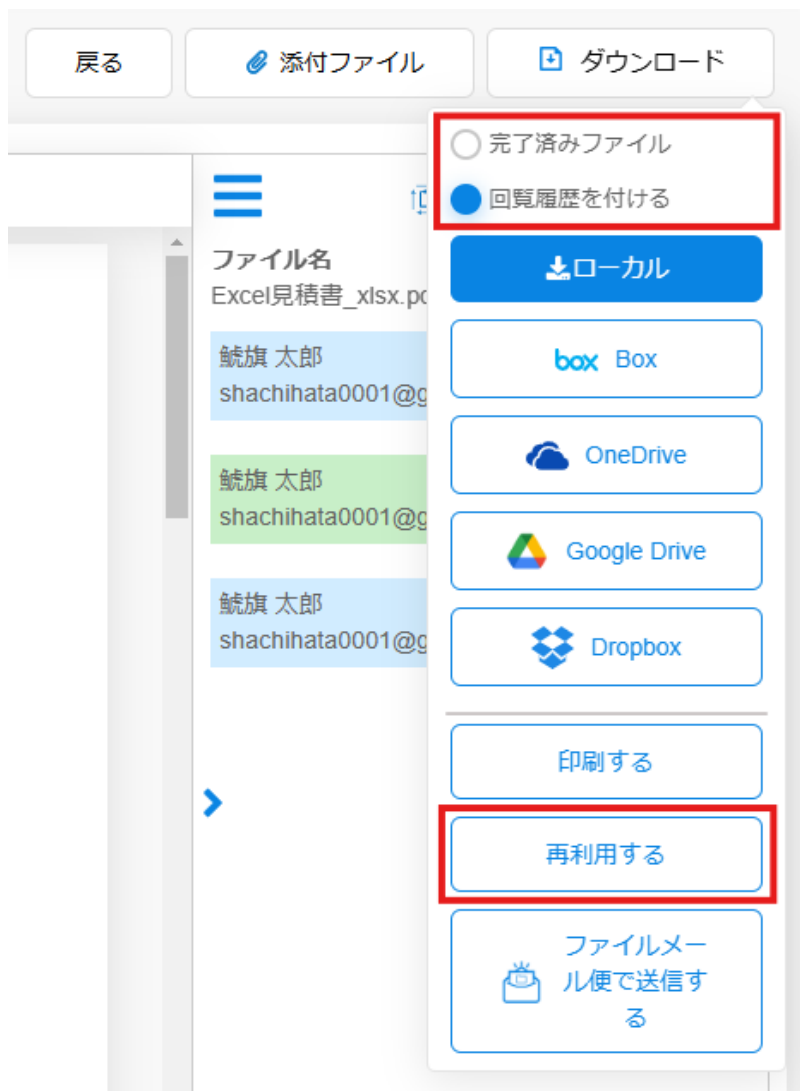 戻る
添付ファイル
ダウンロード
完了済みファイル
回覧履歴を付ける
ローカル
box Box
OneDrive
Google Drive
Dropbox
印刷する
再利用する
ファイルメー
ル便で送信す
る
ファイル名
Excel見積書_xlsx.pd
鯱旗 太郎
shachihata0001@g
鯱旗 太郎
shachihata0001@g
鯱旗 太郎
shachihata0001@g